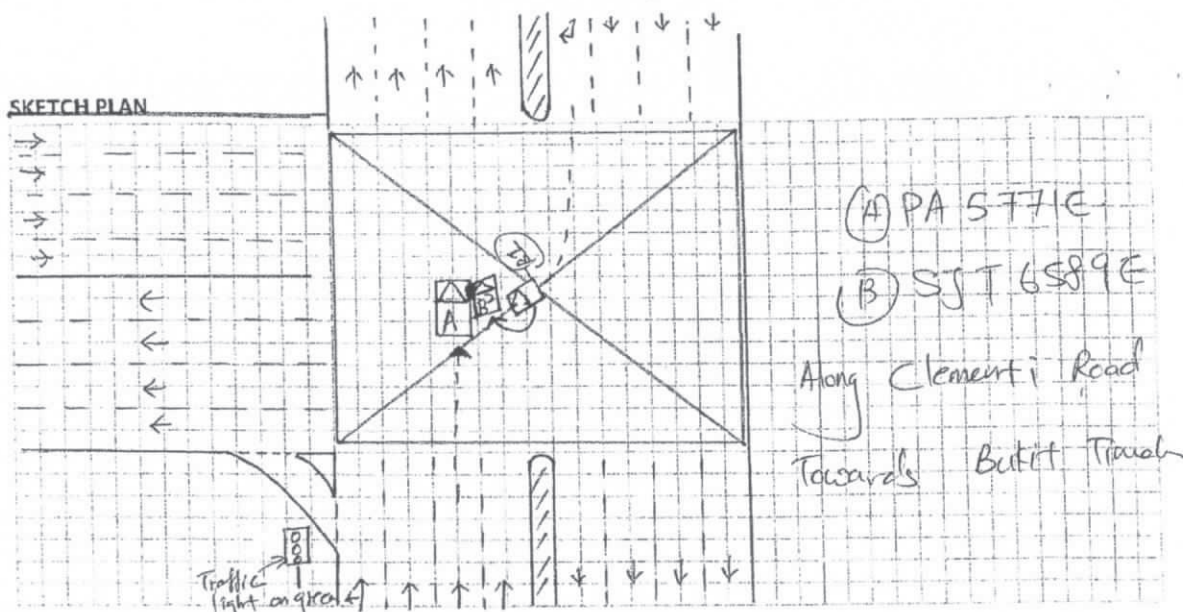 SKETCH PLAN
(A) PA 5771E
(B) SJT 6589E
Along Clementi Road
Towards Bukit Timah
A
B
Traffic
light on green